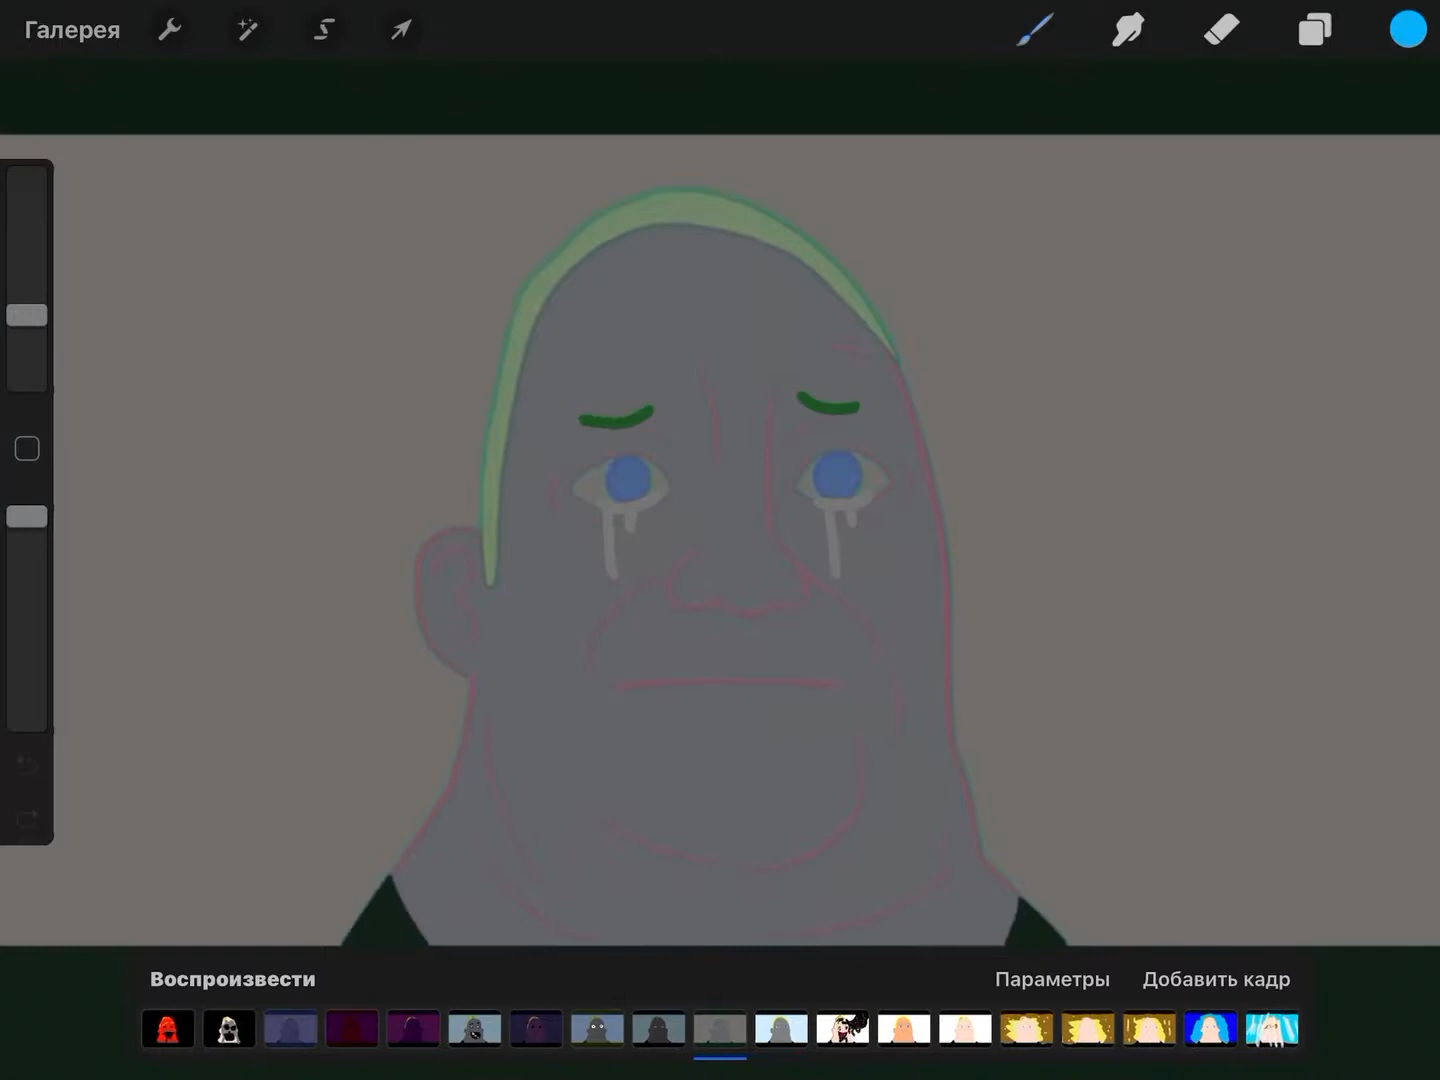 Галерея
Воспроизвести
Параметры
Добавить кадр